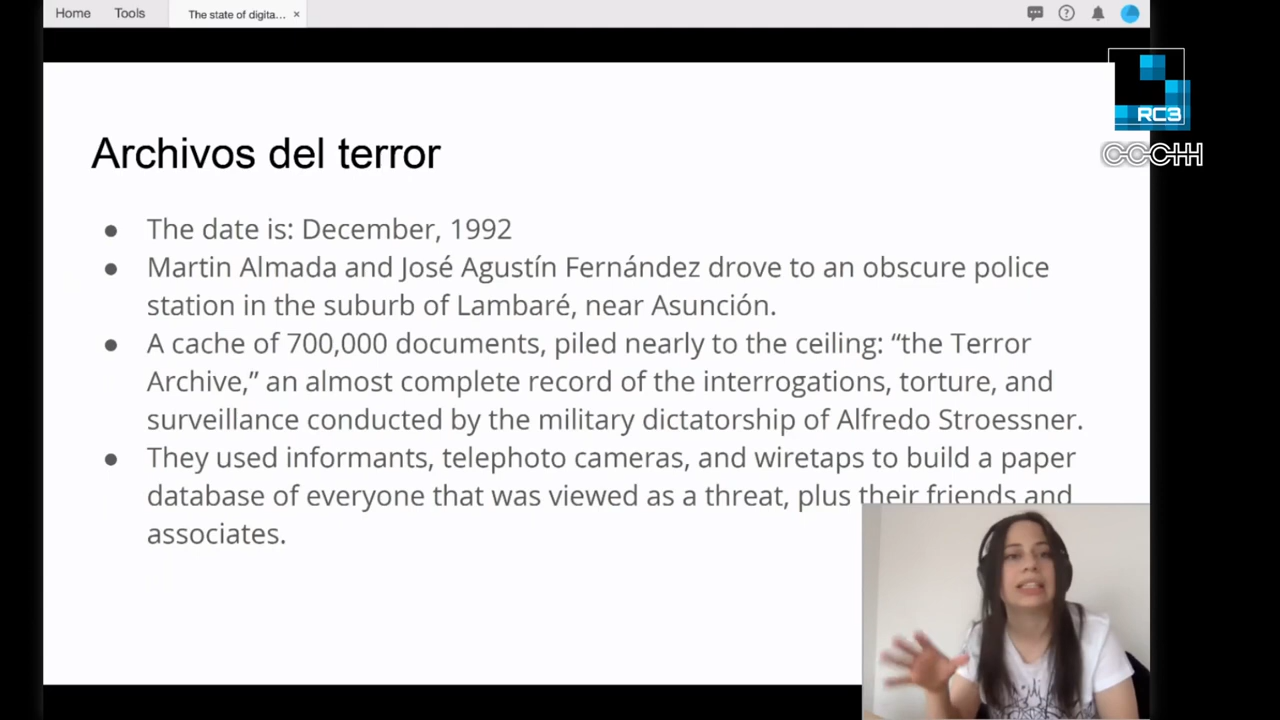 Home Tools The state of digita... ×
RC3
CCCHH
Archivos del terror
● The date is: December, 1992
● Martin Almada and José Agustín Fernández drove to an obscure police
station in the suburb of Lambaré, near Asunción.
● A cache of 700,000 documents, piled nearly to the ceiling: “the Terror
Archive,” an almost complete record of the interrogations, torture, and
surveillance conducted by the military dictatorship of Alfredo Stroessner.
● They used informants, telephoto cameras, and wiretaps to build a paper
database of everyone that was viewed as a threat, plus their friends and
associates.